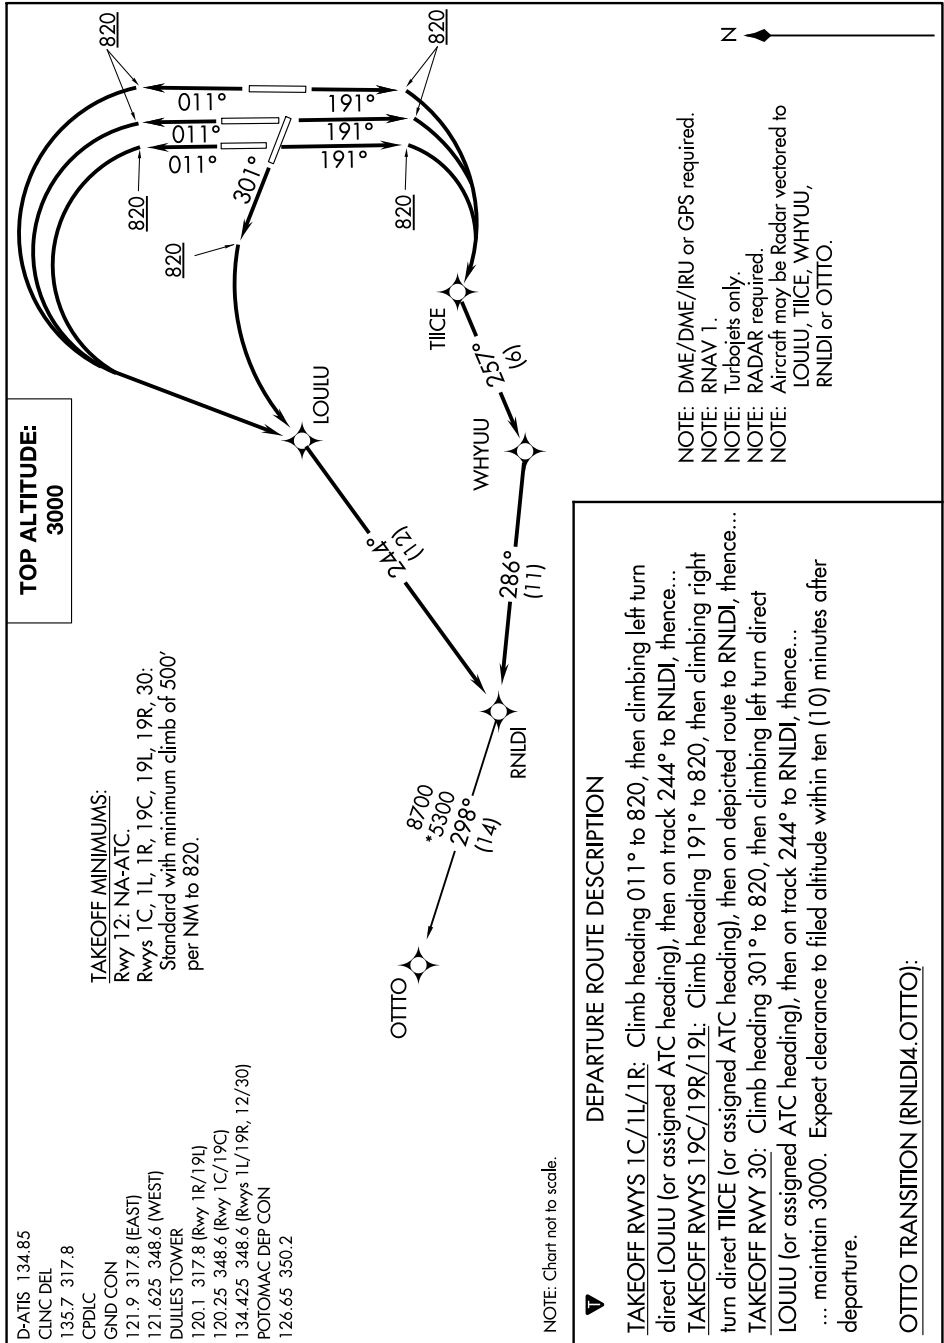 D-ATIS 134.85
CLNC DEL
135.7 317.8
CPDLC
GND CON
121.9 317.8 (EAST)
121.625 348.6 (WEST)
DULLES TOWER
120.1 317.8 (Rwy 1R/19L)
120.25 348.6 (Rwy 1C/19C)
134.425 348.6 (Rwys 1L/19R, 12/30)
POTOMAC DEP CON
126.65 350.2
TOP ALTITUDE:
3000
TAKEOFF MINIMUMS:
Rwy 12: NA-ATC.
Rwys 1C, 1L, 1R, 19C, 19L, 19R, 30:
Standard with minimum climb of 500'
per NM to 820.
820
820
820
011°
011°
011°
301°
191°
191°
191°
820
820
LOULU
TIICE
257°
(6)
WHYUU
244°
(12)
286°
(11)
RNLDI
8700
*5300
298°
(14)
OTTTO
N
NOTE: DME/DME/IRU or GPS required.
NOTE: RNAV 1.
NOTE: Turbojets only.
NOTE: RADAR required.
NOTE: Aircraft may be Radar vectored to
LOULU, TIICE, WHYUU,
RNLDI or OTTTO.
NOTE: Chart not to scale.
T
DEPARTURE ROUTE DESCRIPTION
TAKEOFF RWYS 1C/1L/1R: Climb heading 011° to 820, then climbing left turn
direct LOULU (or assigned ATC heading), then on track 244° to RNLDI, thence...
TAKEOFF RWYS 19C/19R/19L: Climb heading 191° to 820, then climbing right
turn direct TIICE (or assigned ATC heading), then on depicted route to RNLDI, thence...
TAKEOFF RWY 30: Climb heading 301° to 820, then climbing left turn direct
LOULU (or assigned ATC heading), then on track 244° to RNLDI, thence...
... maintain 3000. Expect clearance to filed altitude within ten (10) minutes after
departure.
OTTTO TRANSITION (RNLDI4.OTTTO):